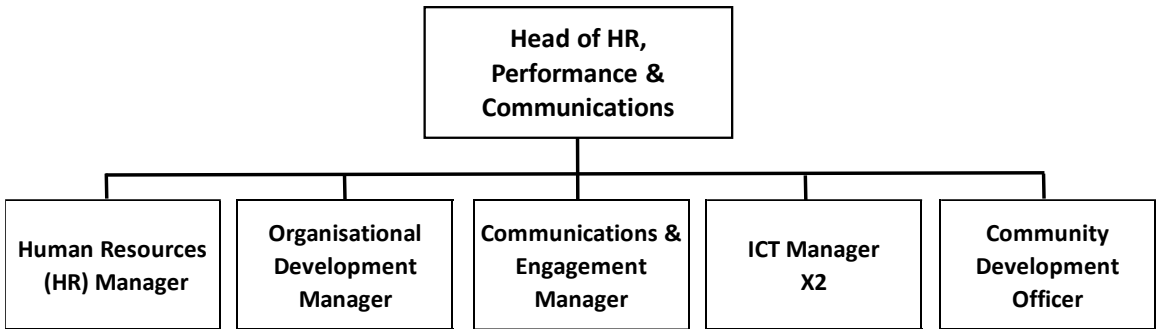 Head of HR,
Performance &
Communications
Human Resources
(HR) Manager
Organisational
Development
Manager
Communications &
Engagement
Manager
ICT Manager
X2
Community
Development
Officer